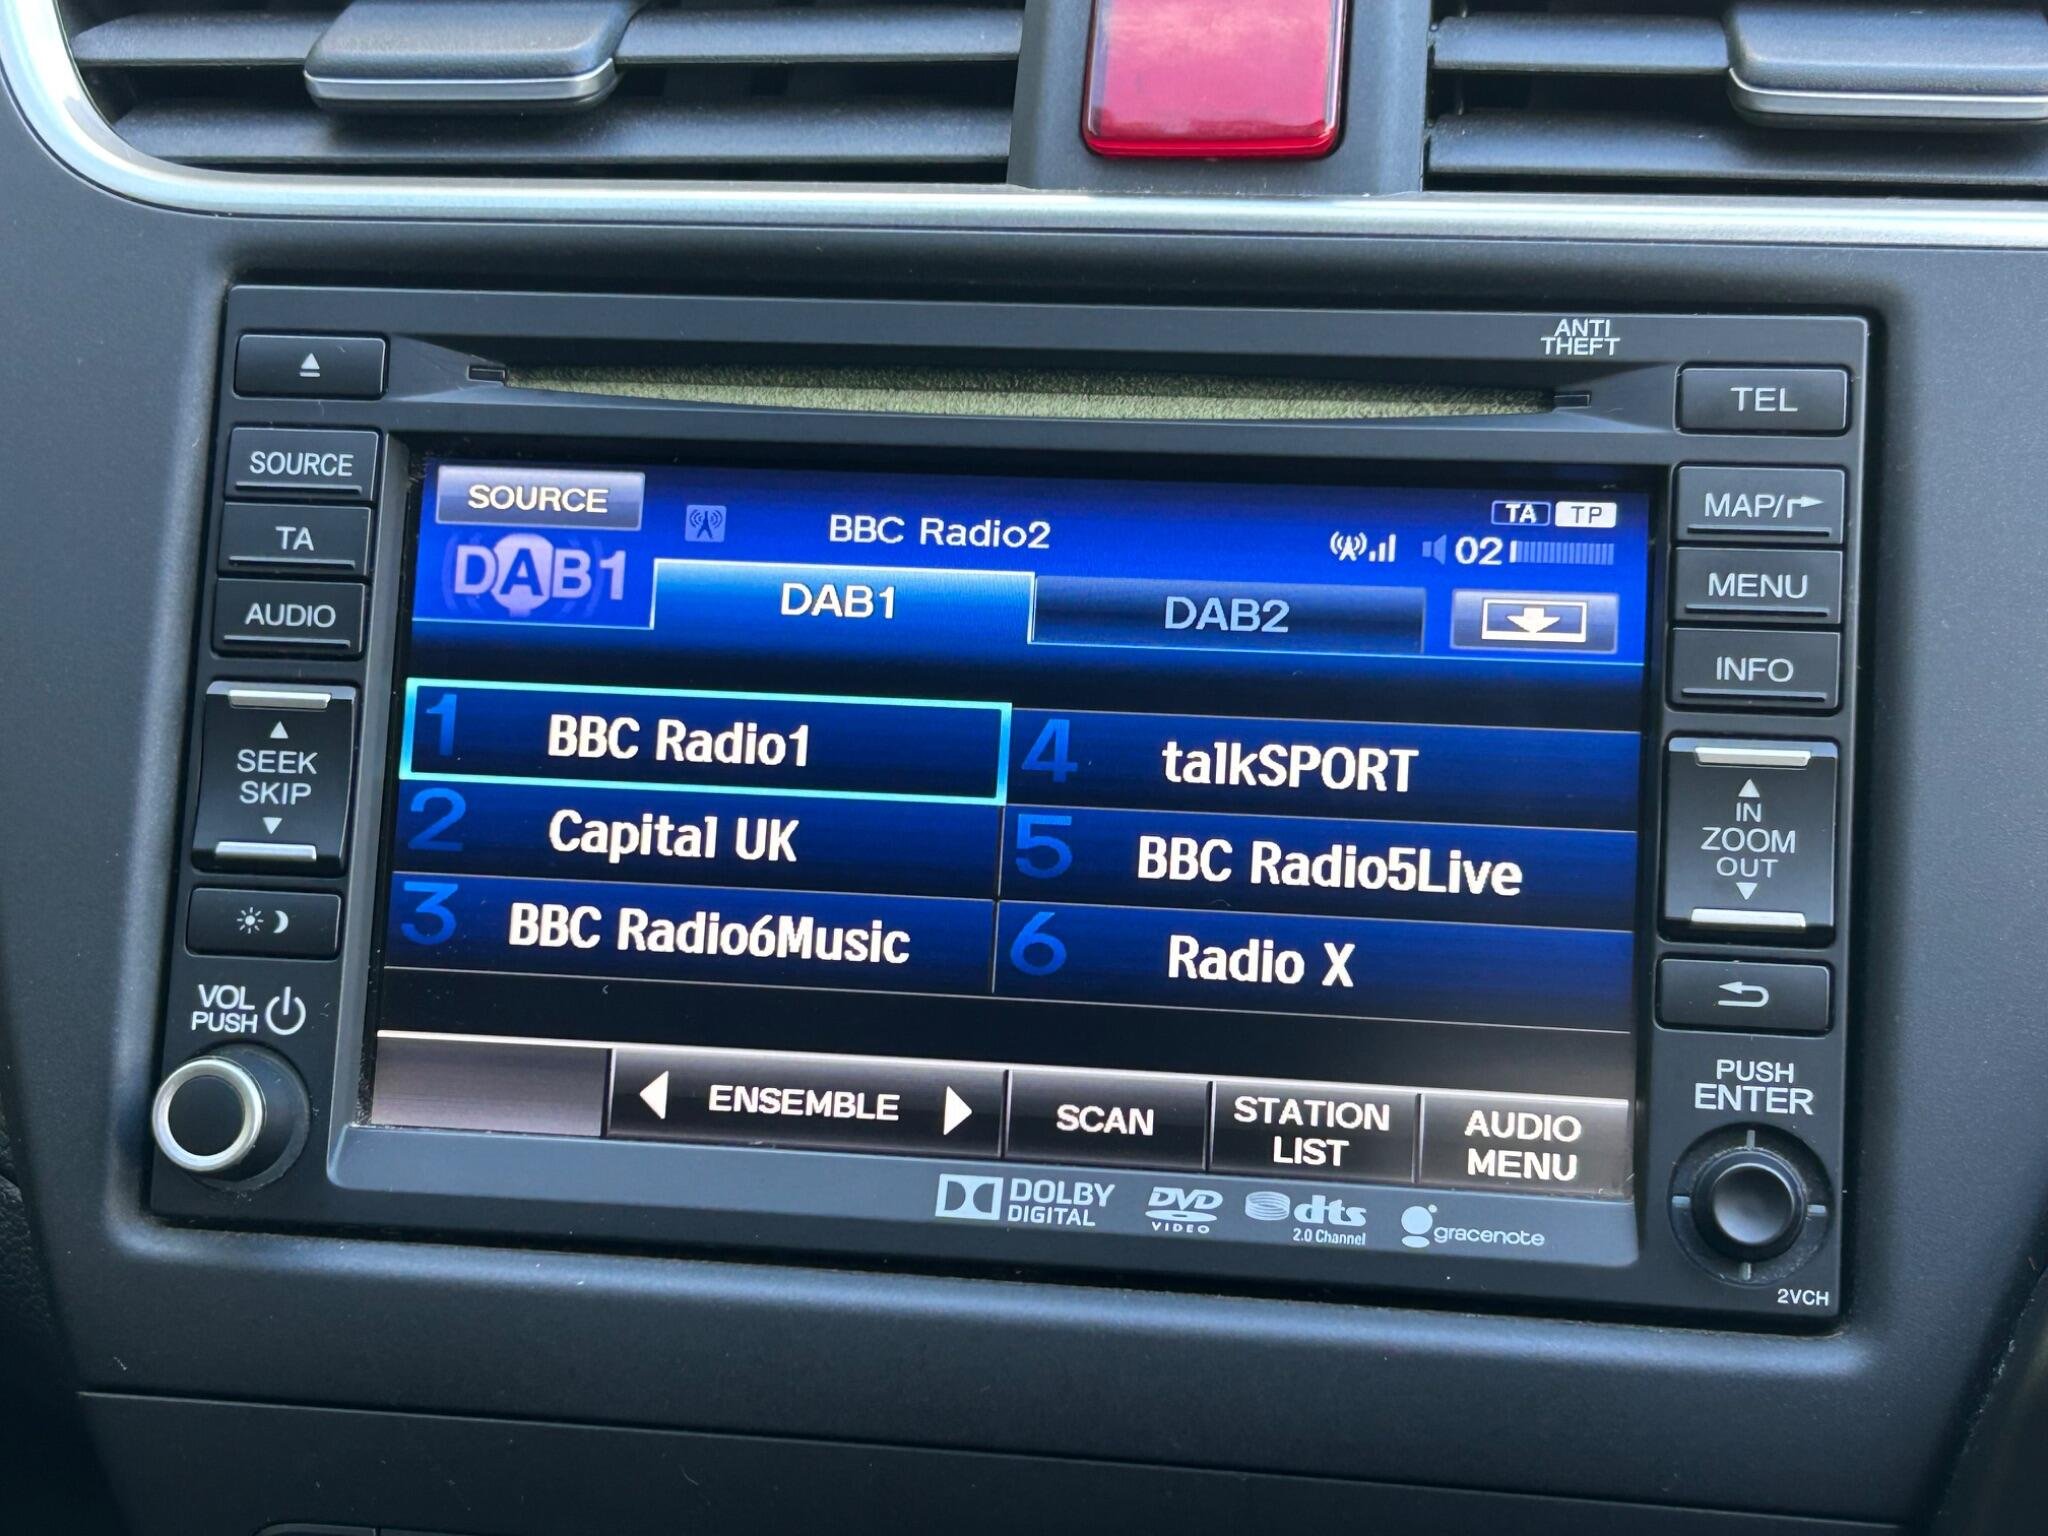 ANTI
THEFT
TEL
SOURCE
TA
AUDIO
SEEK
SKIP
VOL
PUSH
SOURCE
BBC Radio2
TA TP
DAB1
02
DAB1
DAB2
1 BBC Radio1
2 Capital UK
3 BBC Radio6Music
4 talkSPORT
5 BBC Radio5Live
6 Radio X
ENSEMBLE
SCAN
STATION
LIST
AUDIO
MENU
MAP/
MENU
INFO
IN
ZOOM
OUT
PUSH
ENTER
DOLBY
DIGITAL
DVD
VIDEO
dts
2.0 Channel
gracenote
2VCH